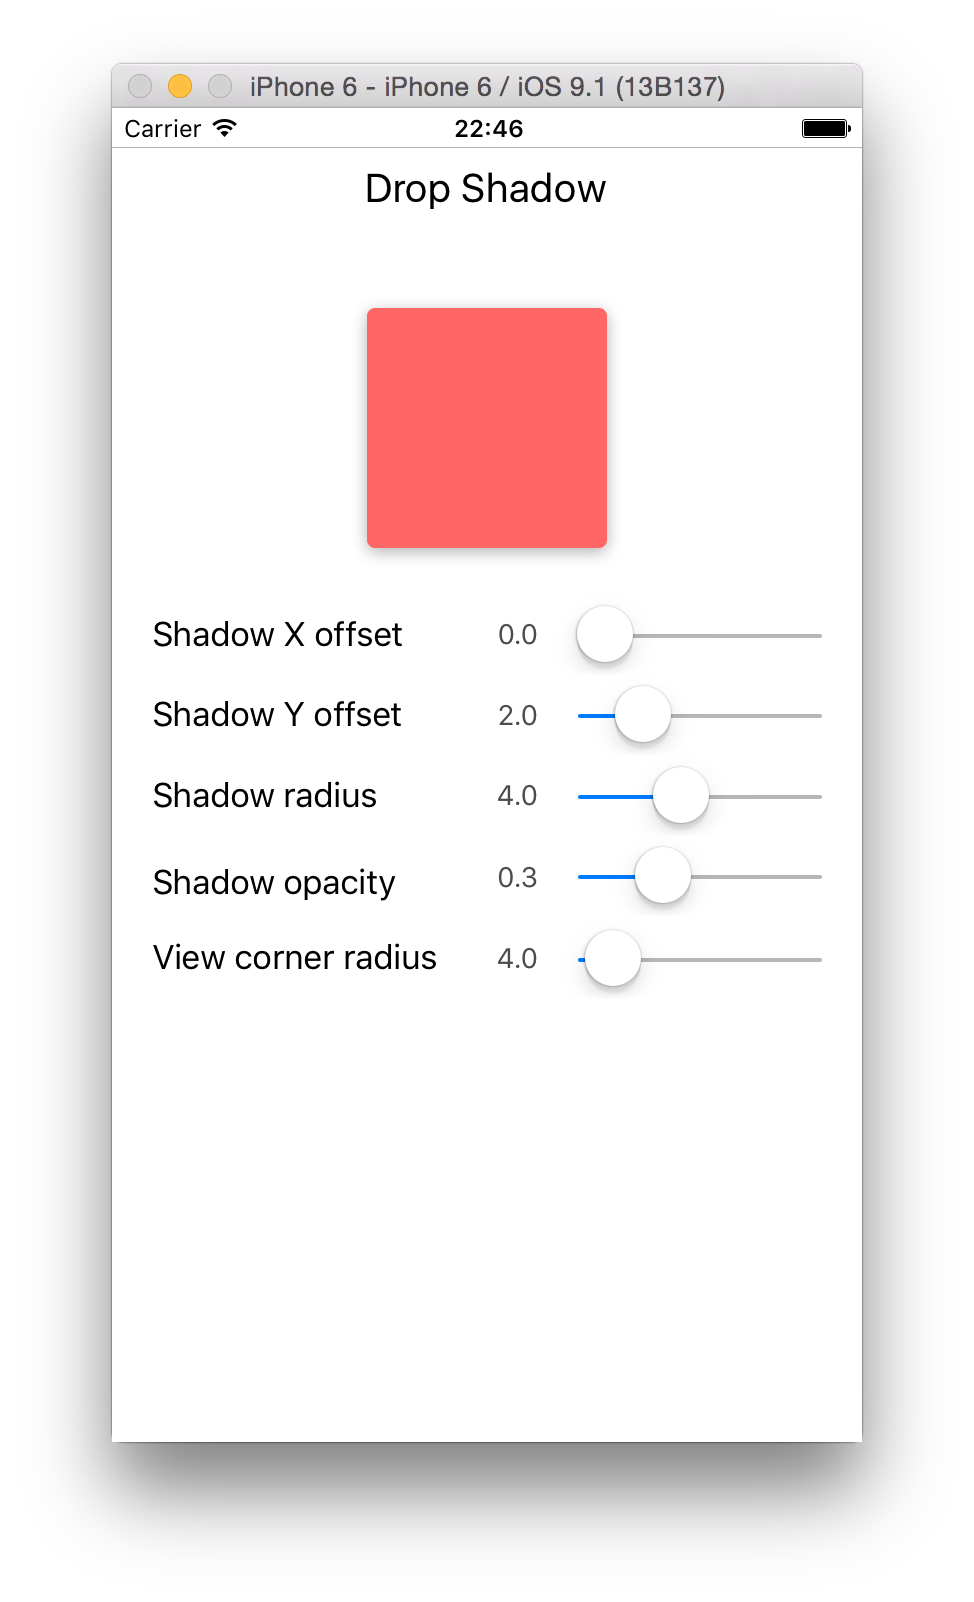 iPhone 6 - iPhone 6 / iOS 9.1 (13B137)
Carrier 22:46
Drop Shadow
Shadow X offset 0.0
Shadow Y offset 2.0
Shadow radius 4.0
Shadow opacity 0.3
View corner radius 4.0